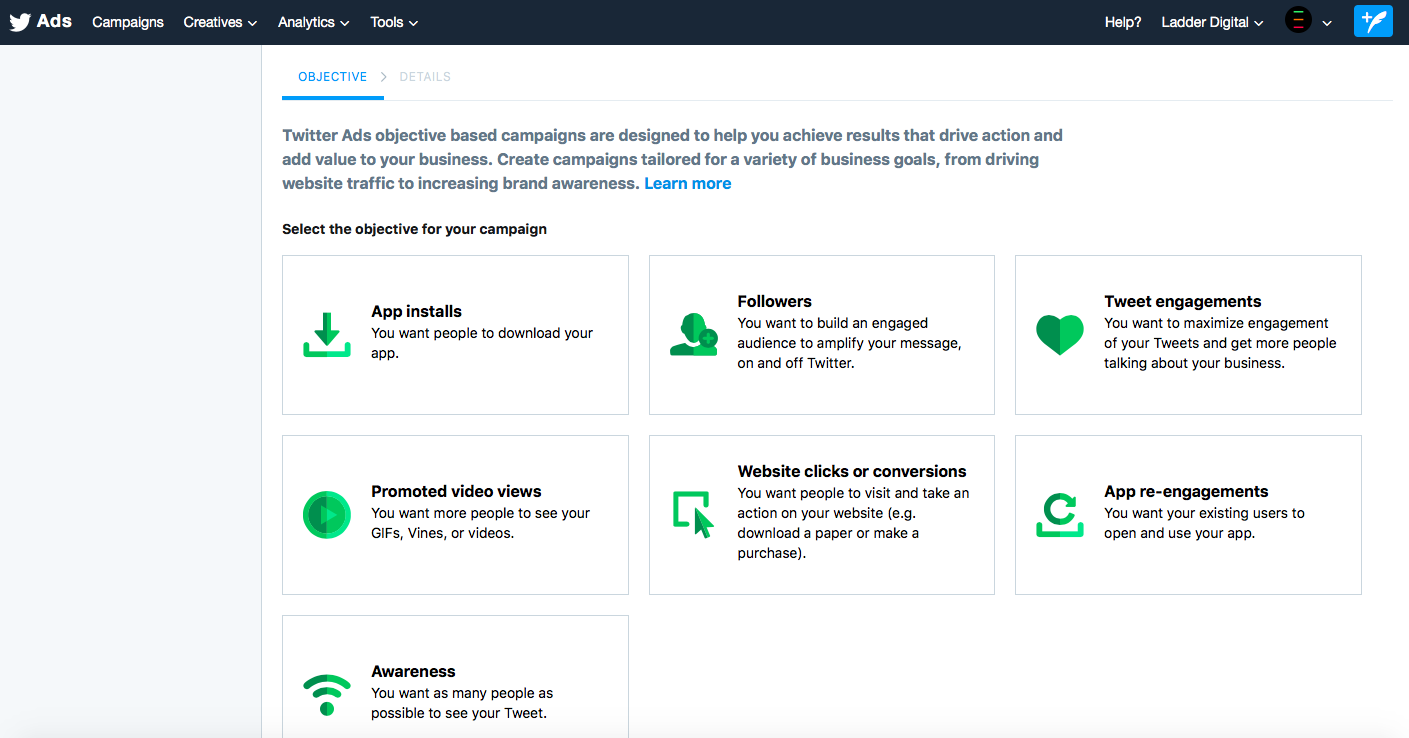 Ads Campaigns Creatives Analytics Tools Help? Ladder Digital
OBJECTIVE DETAILS
Twitter Ads objective based campaigns are designed to help you achieve results that drive action and
add value to your business. Create campaigns tailored for a variety of business goals, from driving
website traffic to increasing brand awareness. Learn more
Select the objective for your campaign
App installs
You want people to download your
app.
Followers
You want to build an engaged
audience to amplify your message,
on and off Twitter.
Tweet engagements
You want to maximize engagement
of your Tweets and get more people
talking about your business.
Promoted video views
You want more people to see your
GIFs, Vines, or videos.
Website clicks or conversions
You want people to visit and take an
action on your website (e.g.
download a paper or make a
purchase).
App re-engagements
You want your existing users to
open and use your app.
Awareness
You want as many people as
possible to see your Tweet.